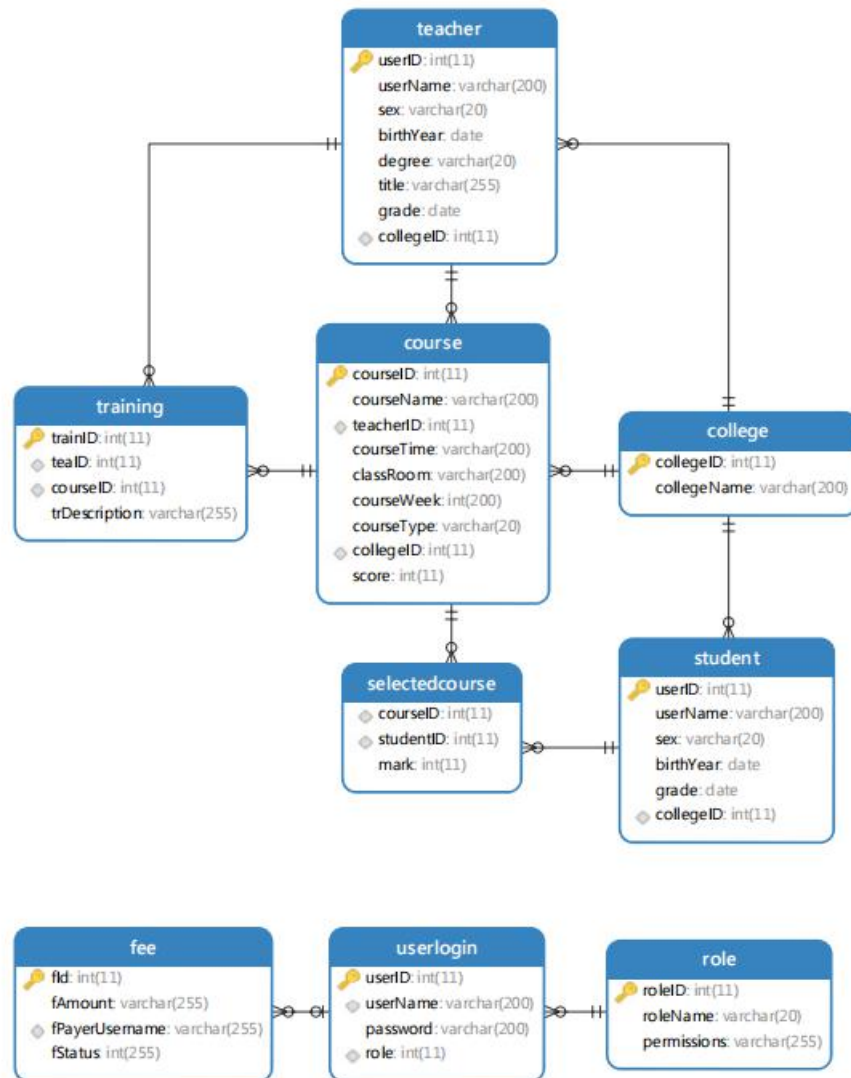 teacher
userID: int(11)
userName: varchar(200)
sex: varchar(20)
birthYear: date
degree: varchar(20)
title: varchar(255)
grade: date
collegeID: int(11)
course
courseID: int(11)
courseName: varchar(200)
teacherID: int(11)
courseTime: varchar(200)
classRoom: varchar(200)
courseWeek: int(200)
courseType: varchar(20)
collegeID: int(11)
score: int(11)
training
trainID: int(11)
teaID: int(11)
courseID: int(11)
trDescription: varchar(255)
college
collegeID: int(11)
collegeName: varchar(200)
selectedcourse
courseID: int(11)
studentID: int(11)
mark: int(11)
student
userID: int(11)
userName: varchar(200)
sex: varchar(20)
birthYear: date
grade: date
collegeID: int(11)
fee
fId: int(11)
fAmount: varchar(255)
fPayerUsername: varchar(255)
fStatus: int(255)
userlogin
userID: int(11)
userName: varchar(200)
password: varchar(200)
role: int(11)
role
roleID: int(11)
roleName: varchar(20)
permissions: varchar(255)